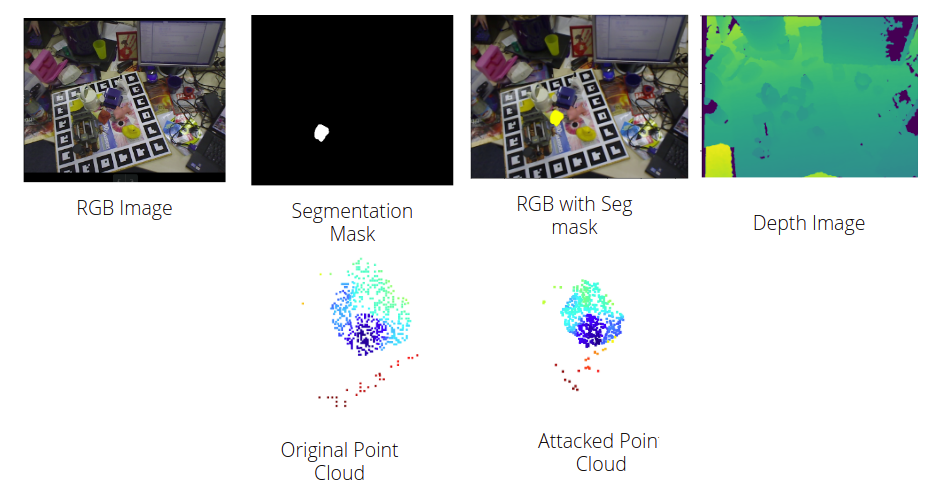 RGB Image
Segmentation
Mask
RGB with Seg
mask
Depth Image
Original Point
Cloud
Attacked Poin
Cloud